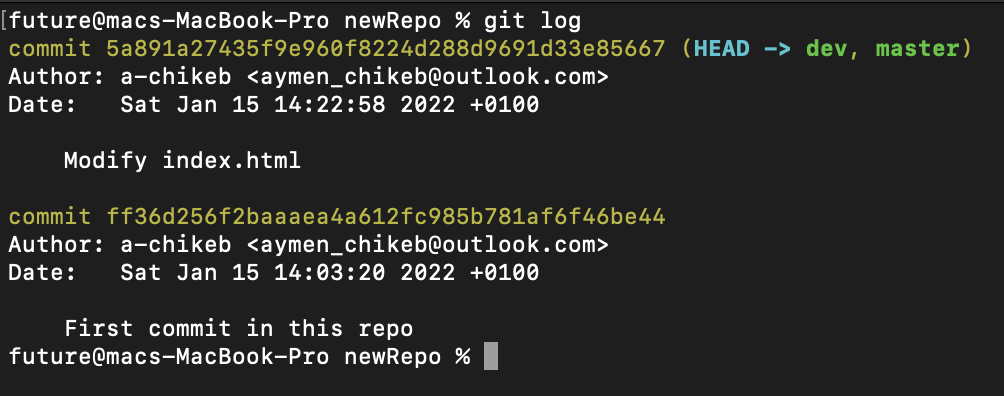 [future@macs-MacBook-Pro newRepo % git log
commit 5a891a27435f9e960f8224d288d9691d33e85667 (HEAD -> dev, master)
Author: a-chikeb <aymen_chikeb@outlook.com>
Date:   Sat Jan 15 14:22:58 2022 +0100
    Modify index.html
commit ff36d256f2baaaea4a612fc985b781af6f46be44
Author: a-chikeb <aymen_chikeb@outlook.com>
Date:   Sat Jan 15 14:03:20 2022 +0100
    First commit in this repo
future@macs-MacBook-Pro newRepo %